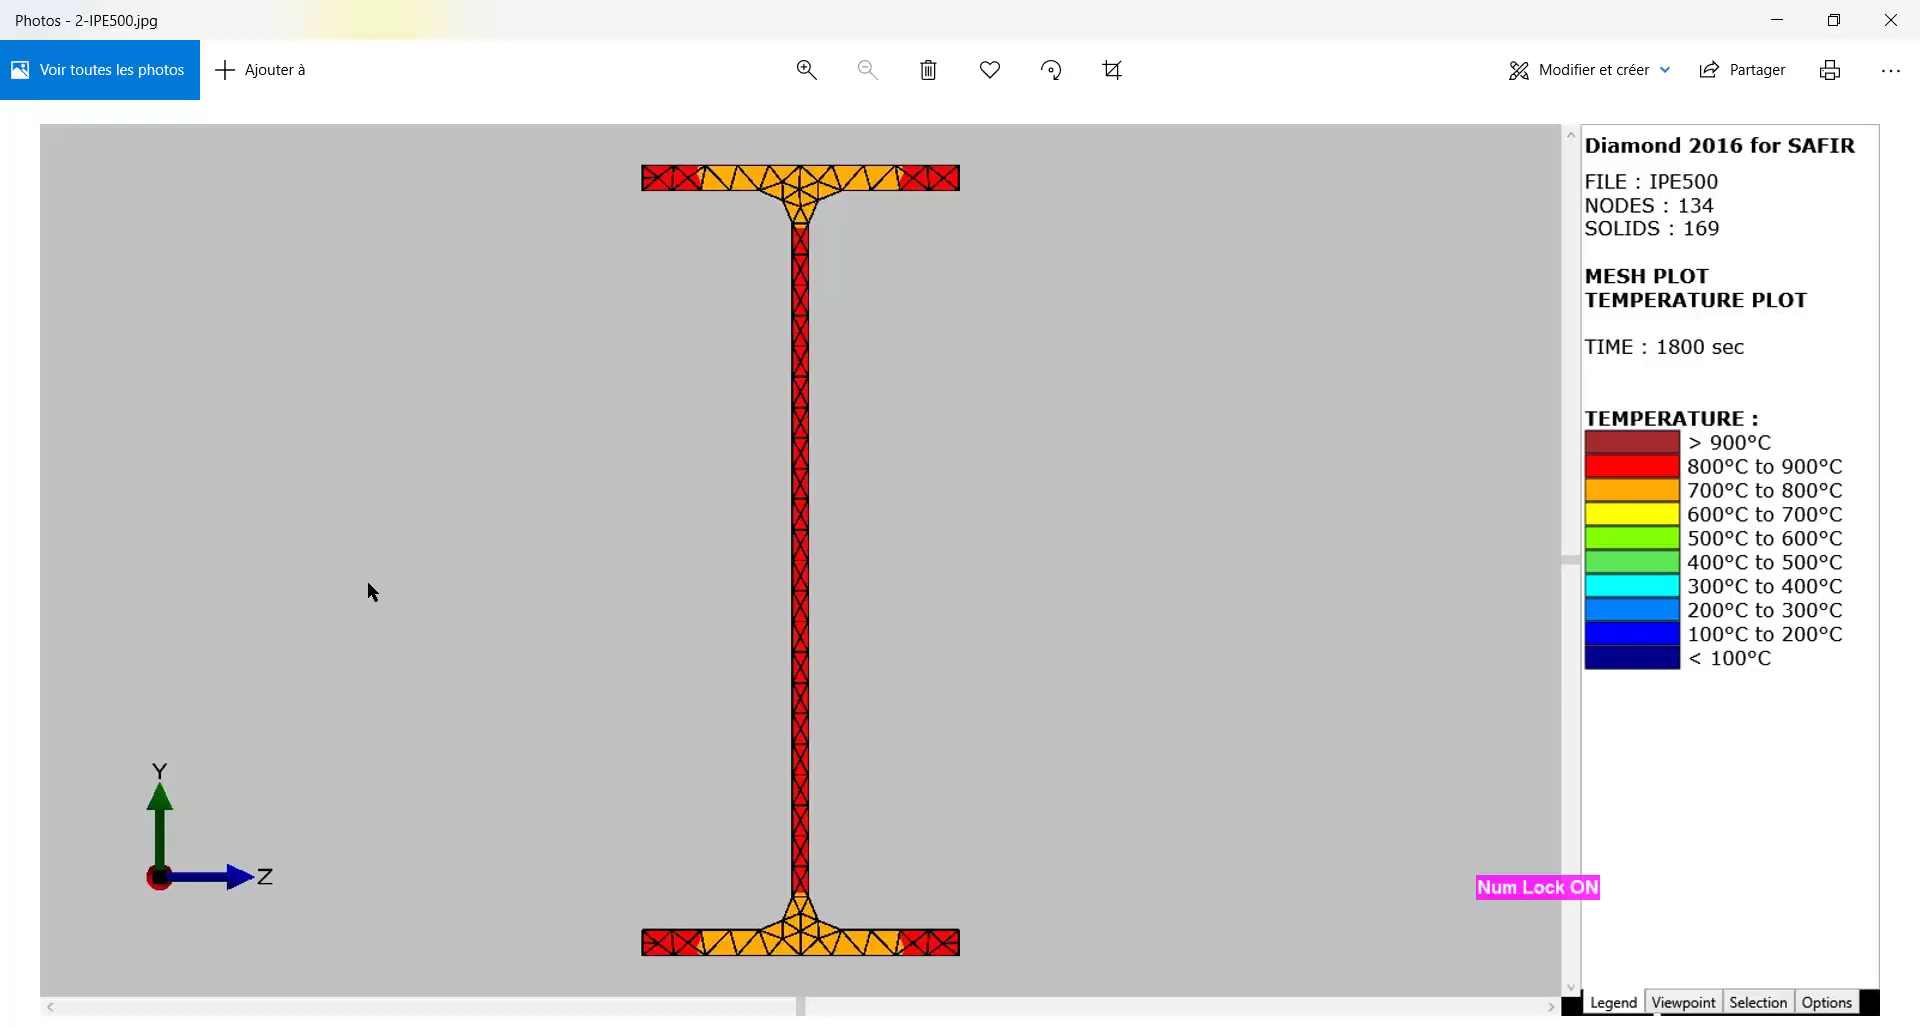 Photos - 2-IPE500.jpg
Voir toutes les photos
Ajouter à
Modifier et créer
Partager
Diamond 2016 for SAFIR
FILE : IPE500
NODES : 134
SOLIDS : 169
MESH PLOT
TEMPERATURE PLOT
TIME : 1800 sec
TEMPERATURE :
> 900°C
800°C to 900°C
700°C to 800°C
600°C to 700°C
500°C to 600°C
400°C to 500°C
300°C to 400°C
200°C to 300°C
100°C to 200°C
< 100°C
Y
Z
Num Lock ON
Legend
Viewpoint
Selection
Options